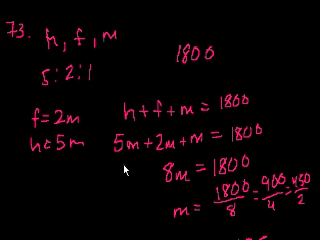 73. h, f, m 1800
5:2:1
f=2m h+f+m = 1800
h=5m 5m+2m+m = 1800
8m = 1800
m = 1800/8 = 900/4 = 450/2